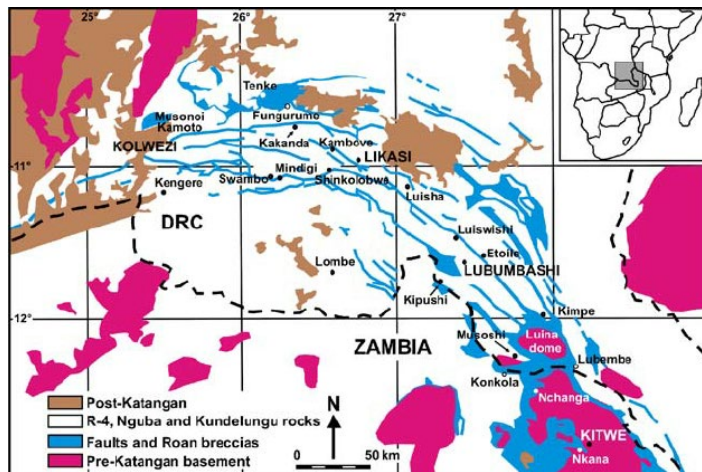 25°
26°
27°
Tenke
Fungurume
Musonoi
Kamoto
KOLWEZI
Kakanda
Kambove
LIKASI
11°
Mindigi
Swambo
Shinkolobwe
Kengere
Luisha
DRC
Luiswishi
Etoile
Lombe
LUBUMBASHI
Kipushi
12°
Kimpe
ZAMBIA
Musoshi
Luina
dome
Lubembe
Konkola
Nchanga
KITWE
Nkana
Post-Katangan
R-4, Nguba and Kundelungu rocks
Faults and Roan breccias
Pre-Katangan basement
N
0
50 km